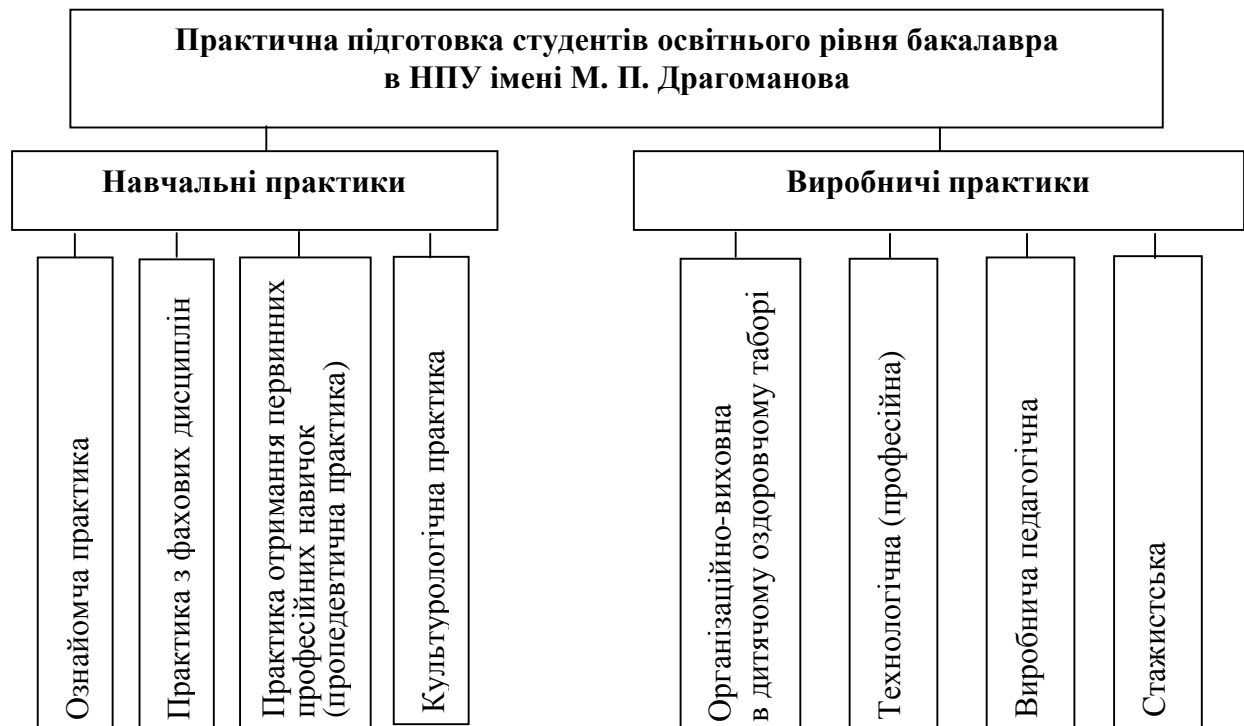 Практична підготовка студентів освітнього рівня бакалавра
в НПУ імені М. П. Драгоманова
Навчальні практики
Виробничі практики
Ознайомча практика
Практика з фахових дисциплін
Практика отримання первинних
професійних навичок
(пропедевтична практика)
Культурологічна практика
Організаційно-виховна
в дитячому оздоровчому таборі
Технологічна (професійна)
Виробнича педагогічна
Стажистська